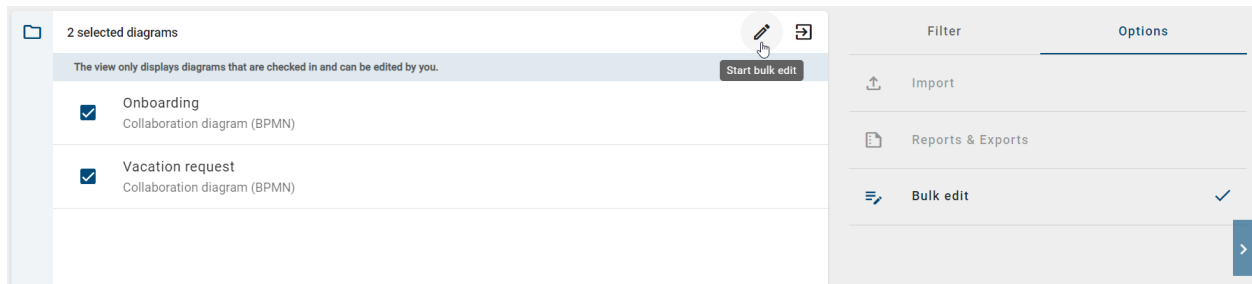 2 selected diagrams
The view only displays diagrams that are checked in and can be edited by you.
Start bulk edit
Onboarding
Collaboration diagram (BPMN)
Vacation request
Collaboration diagram (BPMN)
Filter
Options
Import
Reports & Exports
Bulk edit